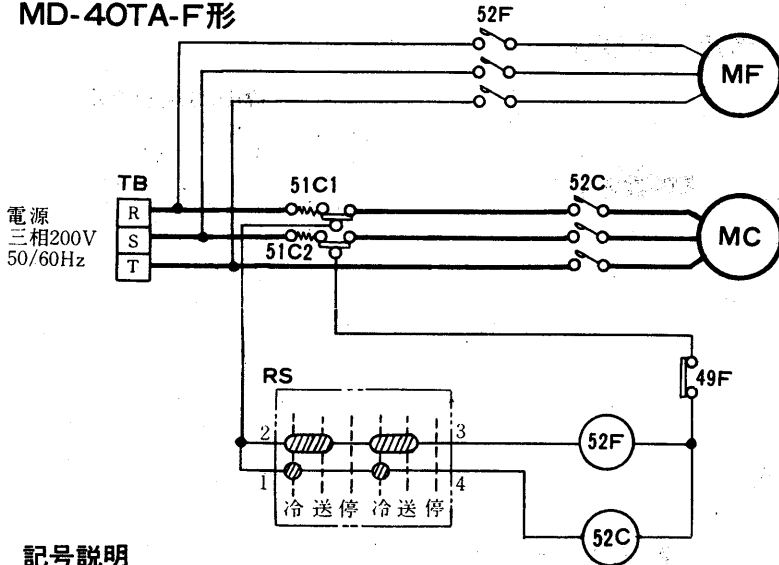 MD-40TA-F形
52F
MF
TB
51C1
52C
R
電源
三相200V
50/60Hz
S
MC
51C2
T
RS
49F
2
3
52F
1
4
冷 送 停 冷 送 停
52C
記号説明